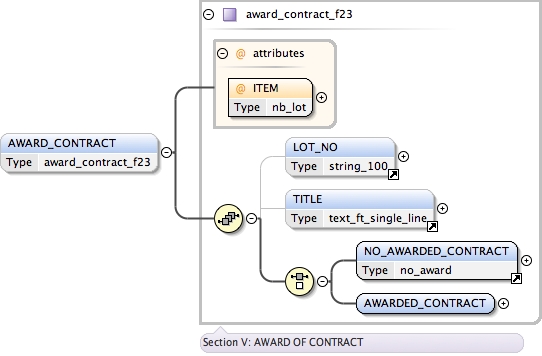 award_contract_f23
@ attributes
@ ITEM
Type nb_lot
AWARD_CONTRACT
Type award_contract_f23
LOT_NO
Type string_100
TITLE
Type text_ft_single_line
NO_AWARDED_CONTRACT
Type no_award
AWARDED_CONTRACT
Section V: AWARD OF CONTRACT